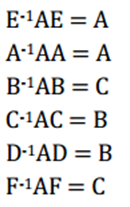 E⁻¹AE = A
A⁻¹AA = A
B⁻¹AB = C
C⁻¹AC = B
D⁻¹AD = B
F⁻¹AF = C